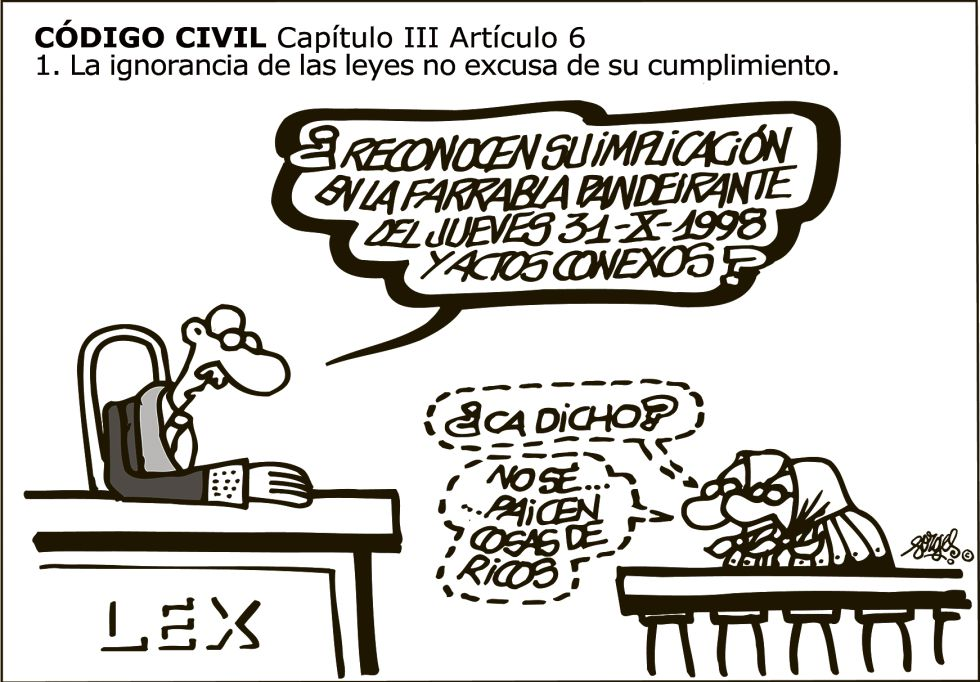 CÓDIGO CIVIL Capítulo III Artículo 6
1. La ignorancia de las leyes no excusa de su cumplimiento.
¿RECONOCEN SU IMPLICACIÓN
EN LA FARRABLA PANDEIRANTE
DEL JUEVES 31-X-1998
Y ACTOS CONEXOS?
¿CA DICHO?
NO SÉ...
...PAICEN
COSAS DE
RICOS
LEX
Forges ©